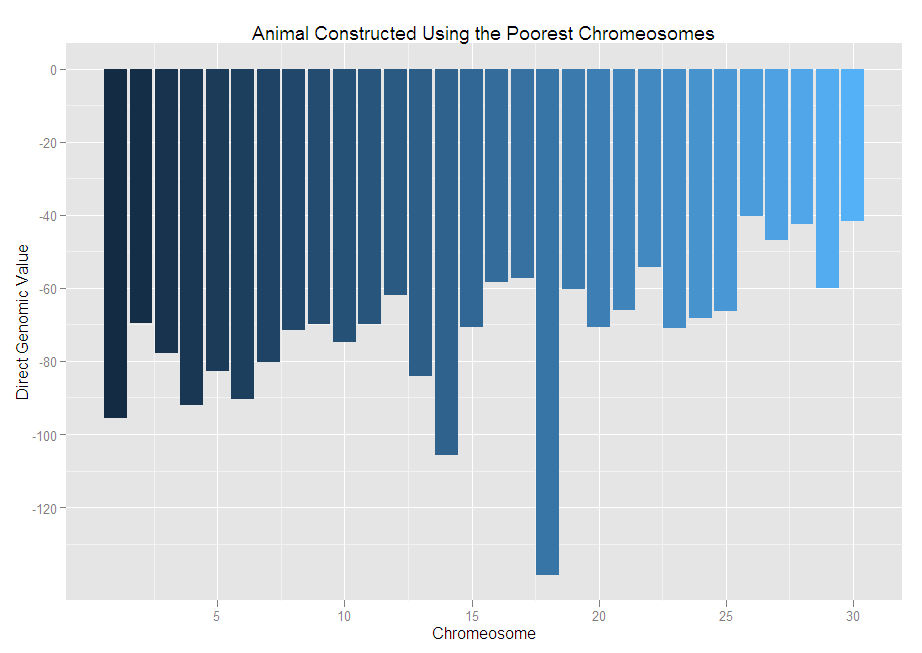 Animal Constructed Using the Poorest Chromeosomes
Direct Genomic Value
0
-20
-40
-60
-80
-100
-120
5 10 15 20 25 30
Chromeosome